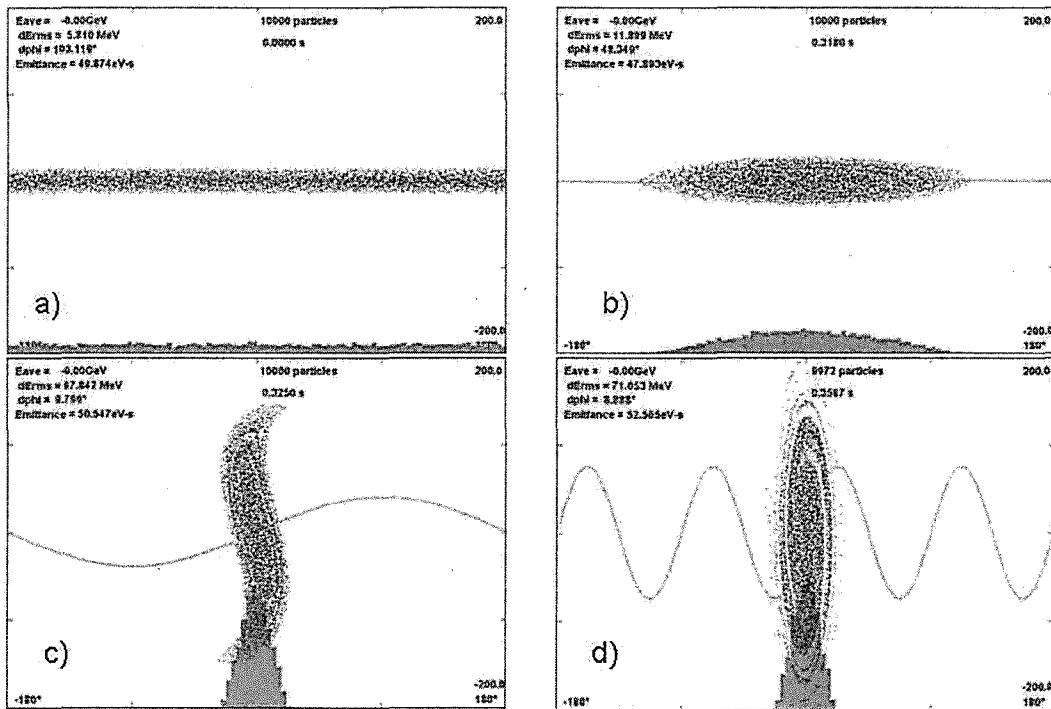 Eave = -0.00GeV
dErms = 5.810 MeV
dphi = 103.119°
Emittance = 49.874eV-s
10000 particles
0.0000 s
200.0
a)
-200.0
Eave = -0.00GeV
dErms = 11.899 MeV
dphi = 48.349°
Emittance = 47.893eV-s
10000 particles
0.3180 s
200.0
b)
-200.0
-180°
180°
Eave = -0.00GeV
dErms = 67.842 MeV
dphi = 9.799°
Emittance = 50.547eV-s
10000 particles
0.3250 s
200.0
c)
-200.0
-180°
180°
Eave = -0.00GeV
dErms = 71.053 MeV
dphi = 8.888°
Emittance = 52.565eV-s
9972 particles
0.3587 s
200.0
d)
-200.0
-180°
180°